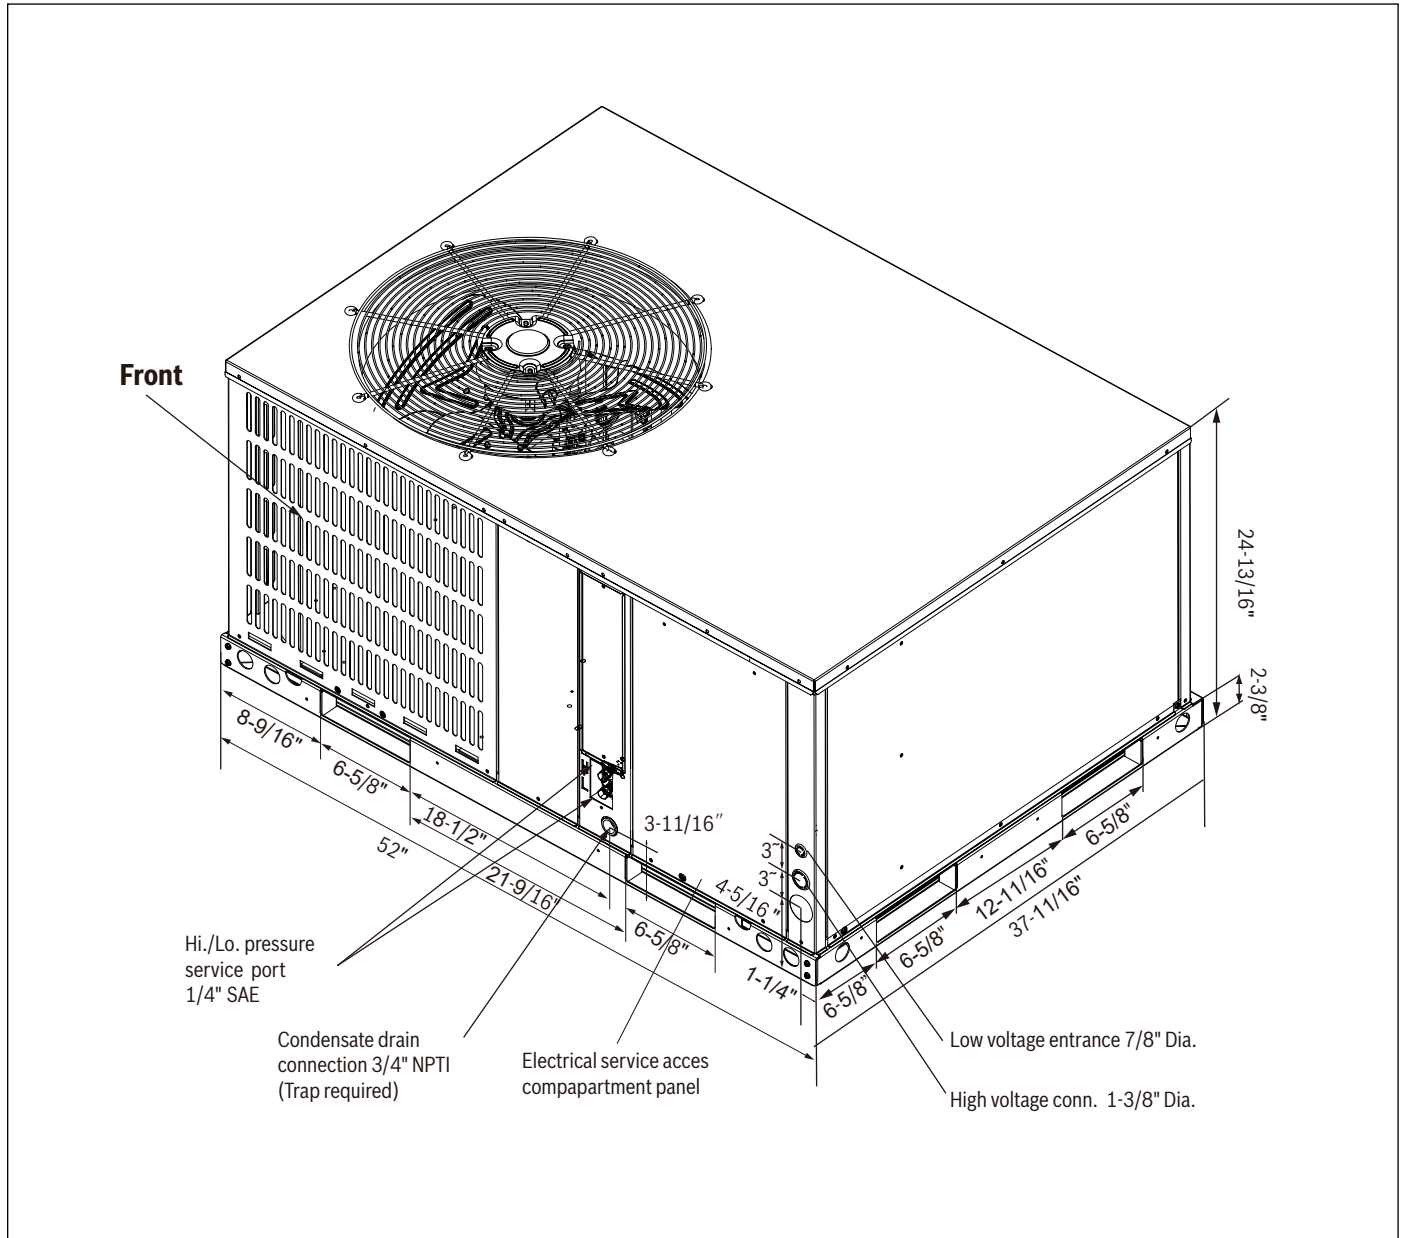 Front
24-13/16"
2-3/8"
8-9/16"
6-5/8"
18-1/2"
52"
21-9/16"
3-11/16"
3"
3"
4-5/16"
6-5/8"
1-1/4"
6-5/8"
6-5/8"
12-11/16"
6-5/8"
37-11/16"
Hi./Lo. pressure
service port
1/4" SAE
Condensate drain
connection 3/4" NPTI
(Trap required)
Electrical service acces
compapartment panel
Low voltage entrance 7/8" Dia.
High voltage conn. 1-3/8" Dia.